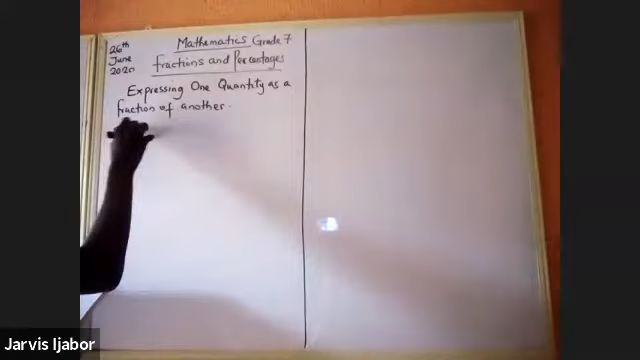 26th
June
2020
Mathematics Grade 7
fractions and Percentages
Expressing One Quantity as a
fraction of another.
Jarvis Ijabor